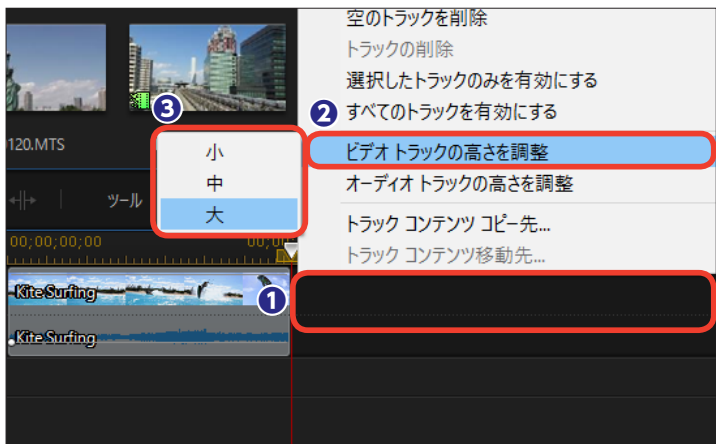 空のトラックを削除
トラックの削除
選択したトラックのみを有効にする
3
2
すべてのトラックを有効にする
120.MTS
小
ビデオ トラックの高さを調整
中
オーディオ トラックの高さを調整
ツール
大
トラック コンテンツ コピー先...
00;00;00;00
00;
トラック コンテンツ移動先...
Kite Surfing
1
Kite Surfing